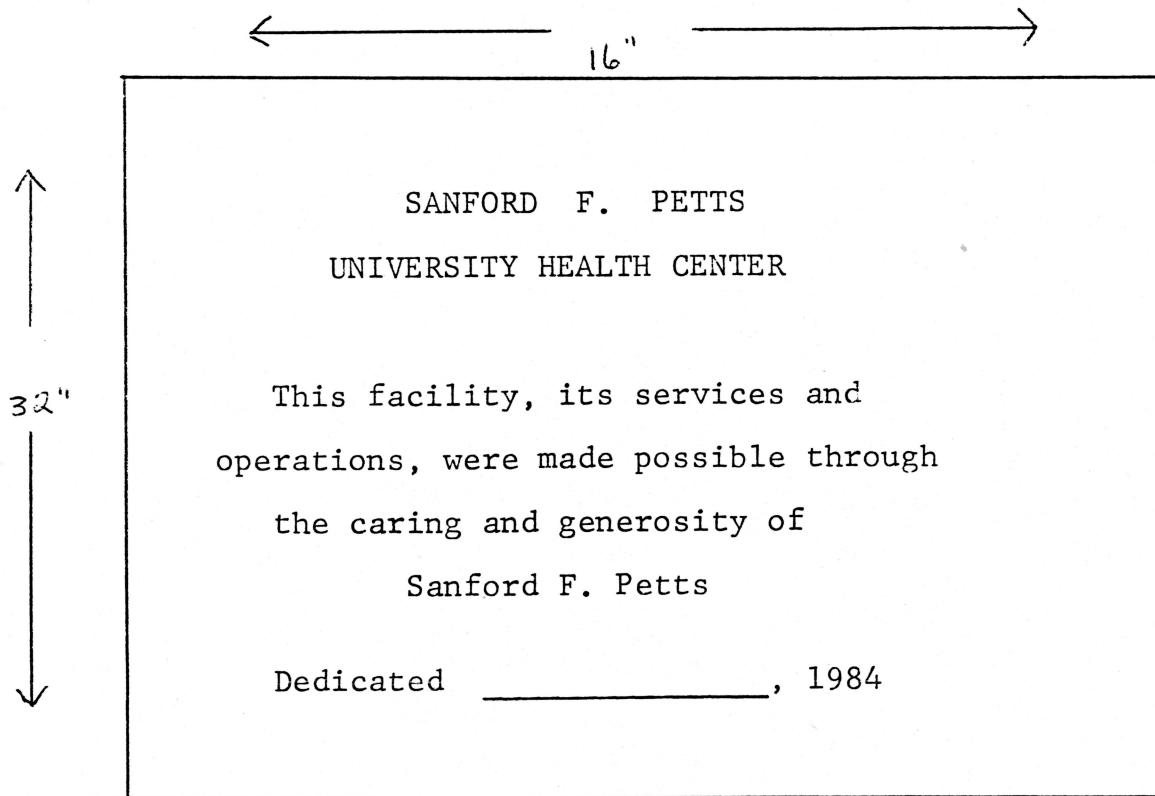 16"
SANFORD F. PETTS
UNIVERSITY HEALTH CENTER
32"
This facility, its services and
operations, were made possible through
the caring and generosity of
Sanford F. Petts
Dedicated ____________, 1984